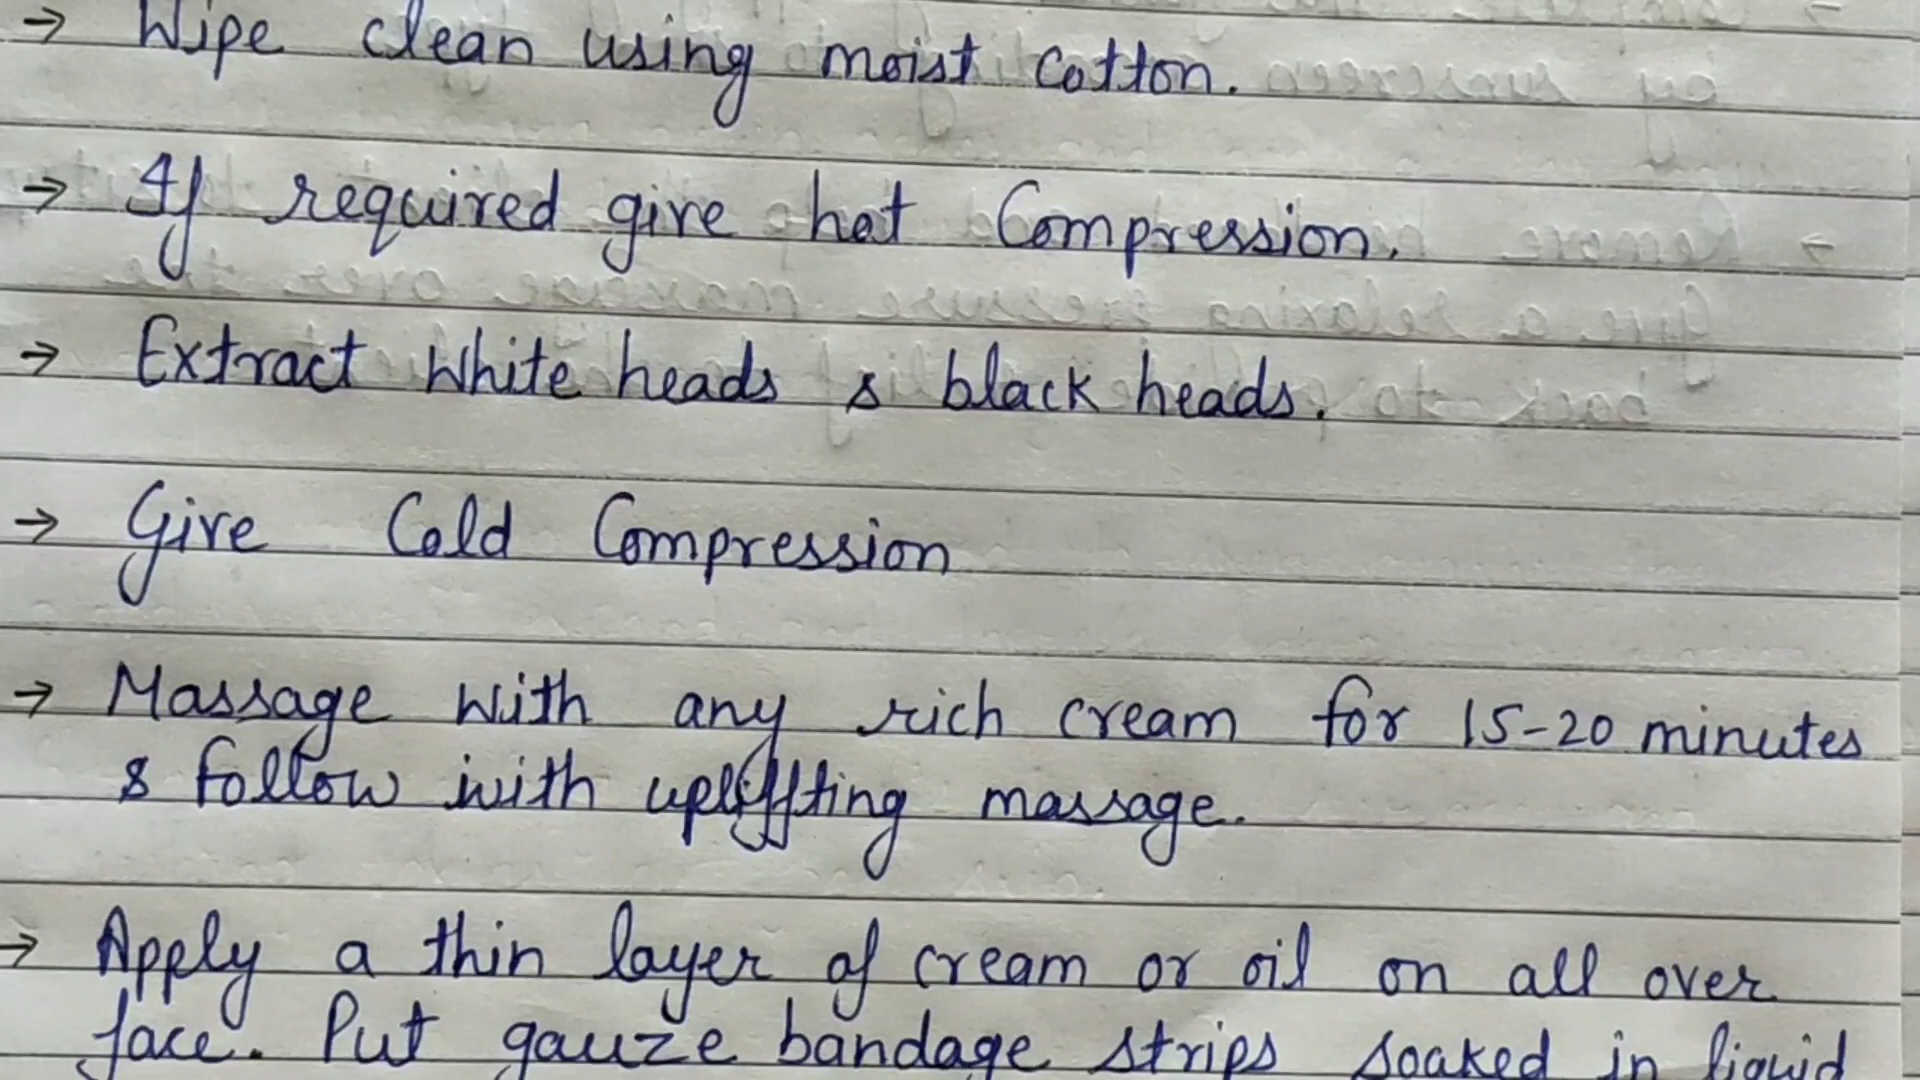 → Wipe clean using moist cotton.
→ If required give hot Compression.
→ Extract White heads & black heads.
→ Give Cold Compression
→ Massage with any rich cream for 15-20 minutes
& follow with uplifting massage.
→ Apply a thin layer of cream or oil on all over
face. Put gauze bandage strips soaked in liquid